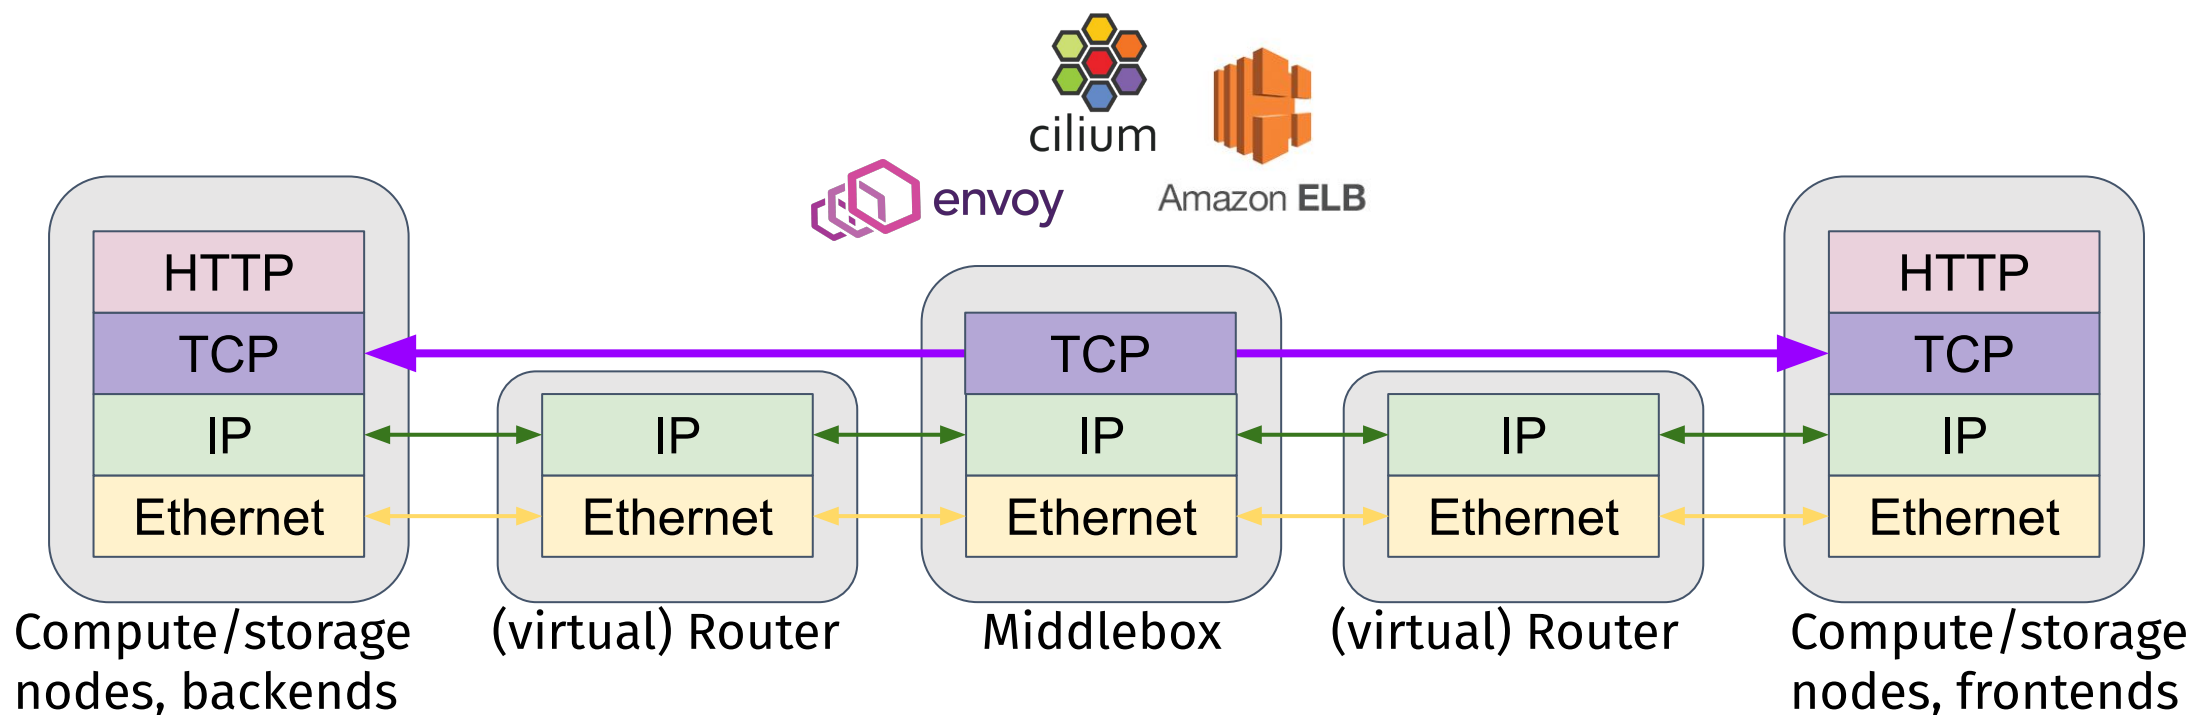 cilium
Amazon ELB
envoy
HTTP
TCP
IP
Ethernet
Compute/storage
nodes, backends
IP
Ethernet
(virtual) Router
TCP
IP
Ethernet
Middlebox
IP
Ethernet
(virtual) Router
HTTP
TCP
IP
Ethernet
Compute/storage
nodes, frontends